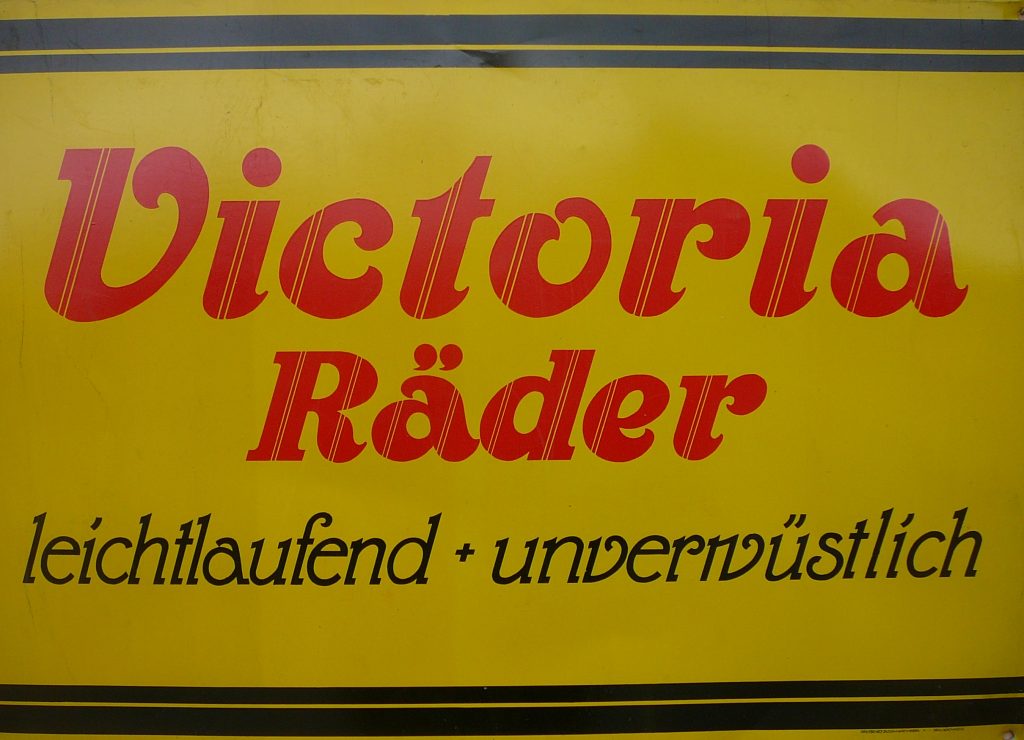 Victoria
Räder
leichtlaufend + unverwüstlich